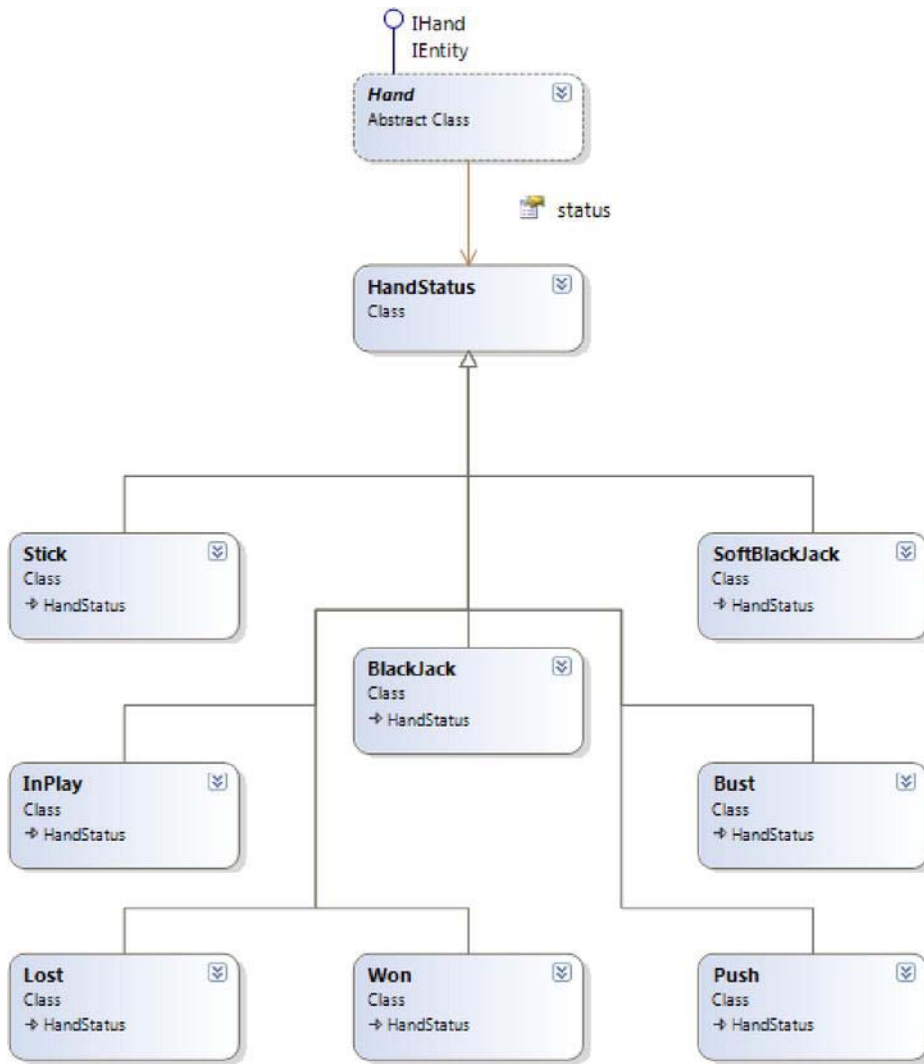 IHand
IEntity
Hand
Abstract Class
status
HandStatus
Class
Stick
Class
HandStatus
SoftBlackJack
Class
HandStatus
BlackJack
Class
HandStatus
InPlay
Class
HandStatus
Bust
Class
HandStatus
Lost
Class
HandStatus
Won
Class
HandStatus
Push
Class
HandStatus